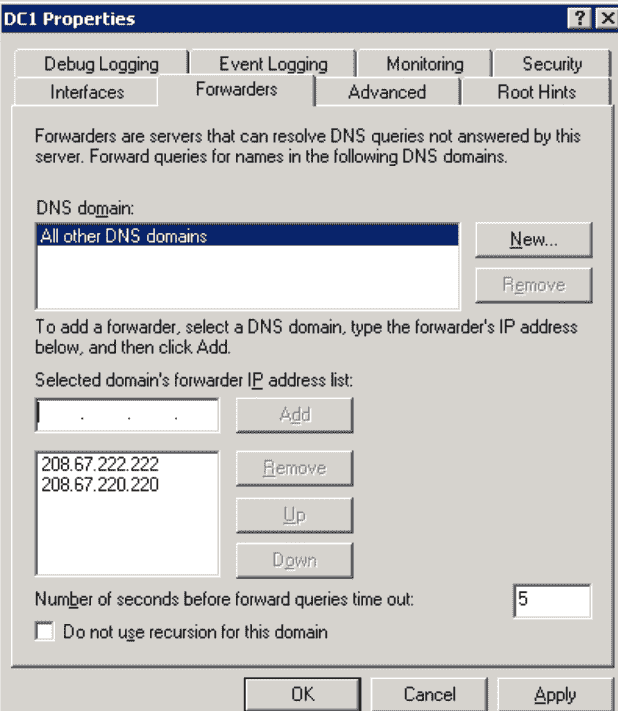 DC1 Properties
Debug Logging Event Logging Monitoring Security
Interfaces Forwarders Advanced Root Hints
Forwarders are servers that can resolve DNS queries not answered by this
server. Forward queries for names in the following DNS domains.
DNS domain:
All other DNS domains
New...
Remove
To add a forwarder, select a DNS domain, type the forwarder's IP address
below, and then click Add.
Selected domain's forwarder IP address list:
. . .
Add
208.67.222.222
208.67.220.220
Remove
Up
Down
Number of seconds before forward queries time out: 5
Do not use recursion for this domain
OK Cancel Apply